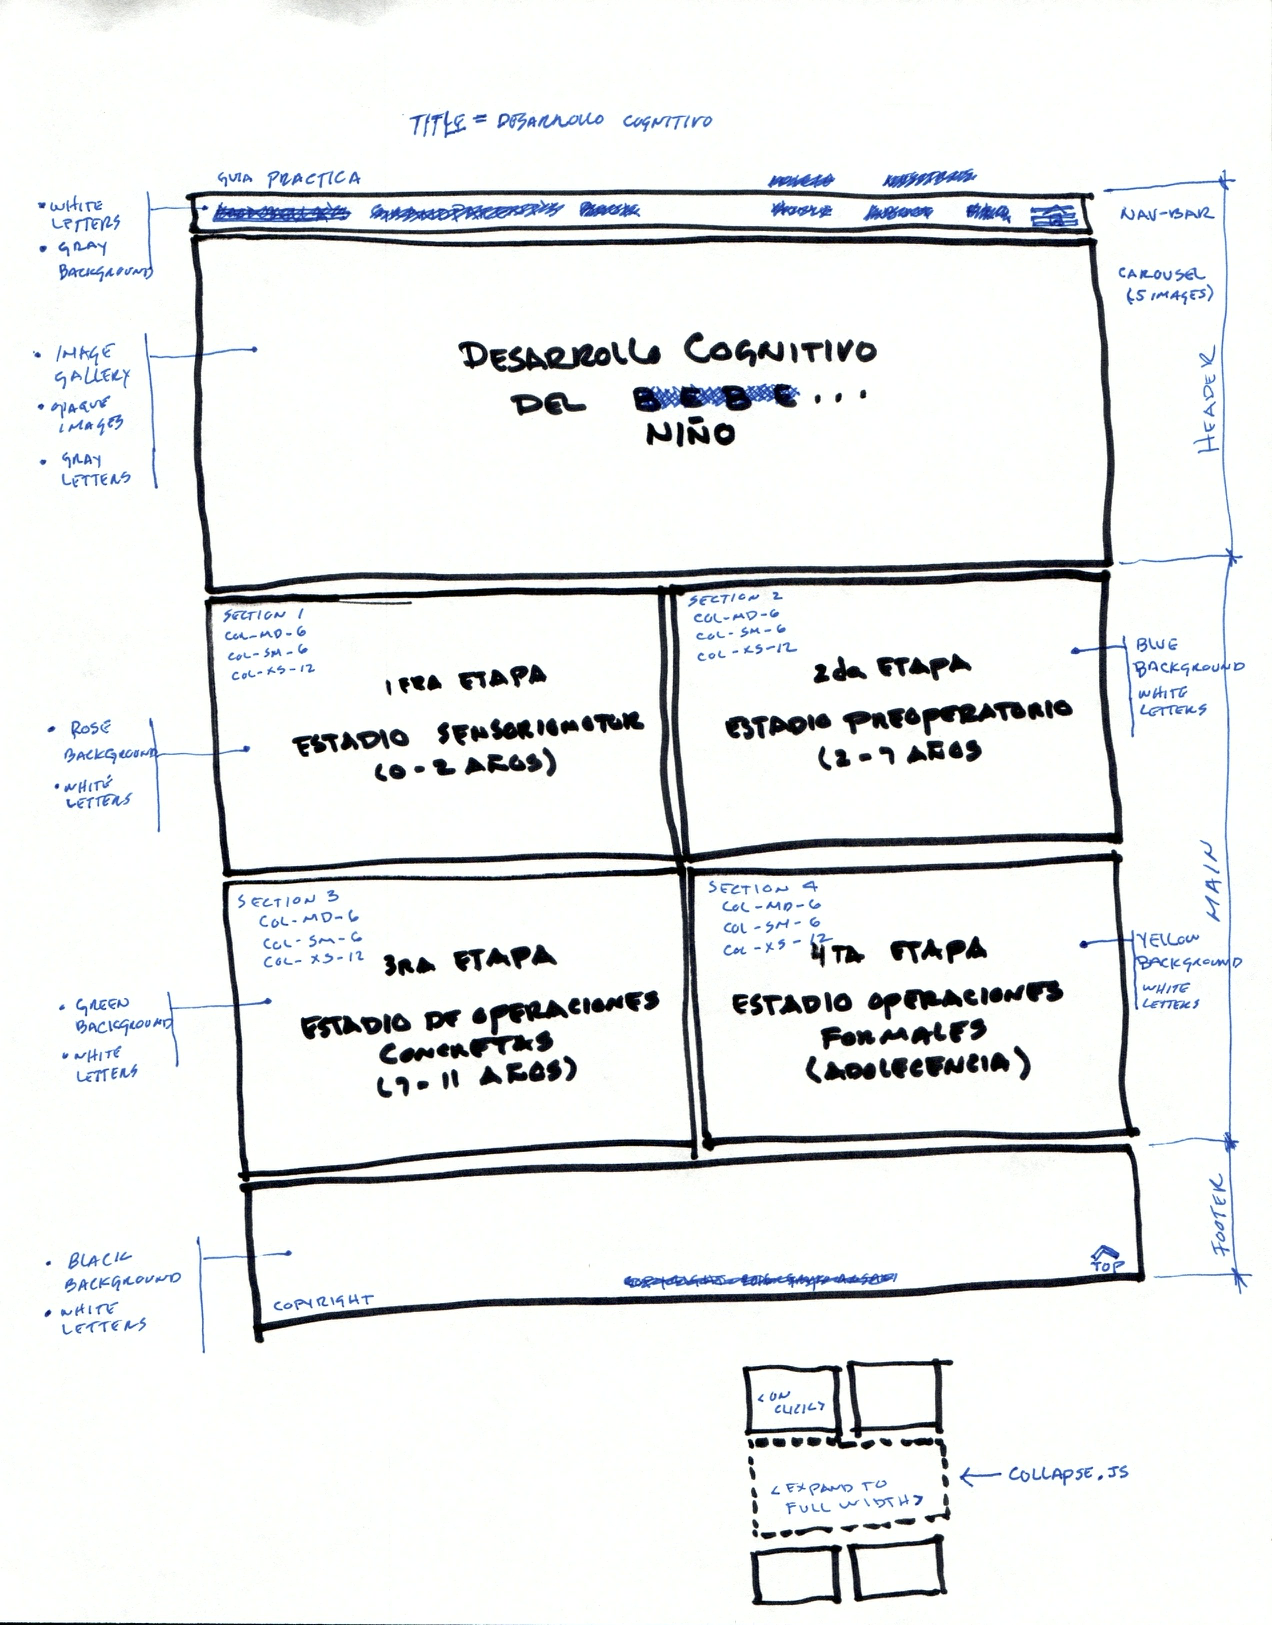 TITLE = DESARROLLO COGNITIVO
GUIA PRACTICA
• WHITE LETTERS
• GRAY BACKGROUND
NAV-BAR
CAROUSEL
(5 IMAGES)
HEADER
• IMAGE GALLERY
• OPAQUE IMAGES
• GRAY LETTERS
DESARROLLO COGNITIVO
DEL BEBE...
NIÑO
SECTION 1
COL-MD-6
COL-SM-6
COL-XS-12
1ERA ETAPA
ESTADIO SENSORIOMOTOR
(0-2 AÑOS)
SECTION 2
COL-MD-6
COL-SM-6
COL-XS-12
2da ETAPA
ESTADIO PREOPERATORIO
(2-7 AÑOS
• ROSE BACKGROUND
• WHITE LETTERS
BLUE BACKGROUND
WHITE LETTERS
MAIN
SECTION 3
COL-MD-6
COL-SM-6
COL-XS-12
3RA ETAPA
ESTADIO DE OPERACIONES
CONCRETAS
(7-11 AÑOS)
SECTION 4
COL-MD-6
COL-SM-6
COL-XS-12
4TA ETAPA
ESTADIO OPERACIONES
FORMALES
(ADOLECENCIA)
• GREEN BACKGROUND
• WHITE LETTERS
YELLOW BACKGROUND
WHITE LETTERS
FOOTER
• BLACK BACKGROUND
• WHITE LETTERS
TOP
COPYRIGHT
<ON CLICK>
<EXPAND TO
FULL WIDTH>
COLLAPSE.JS